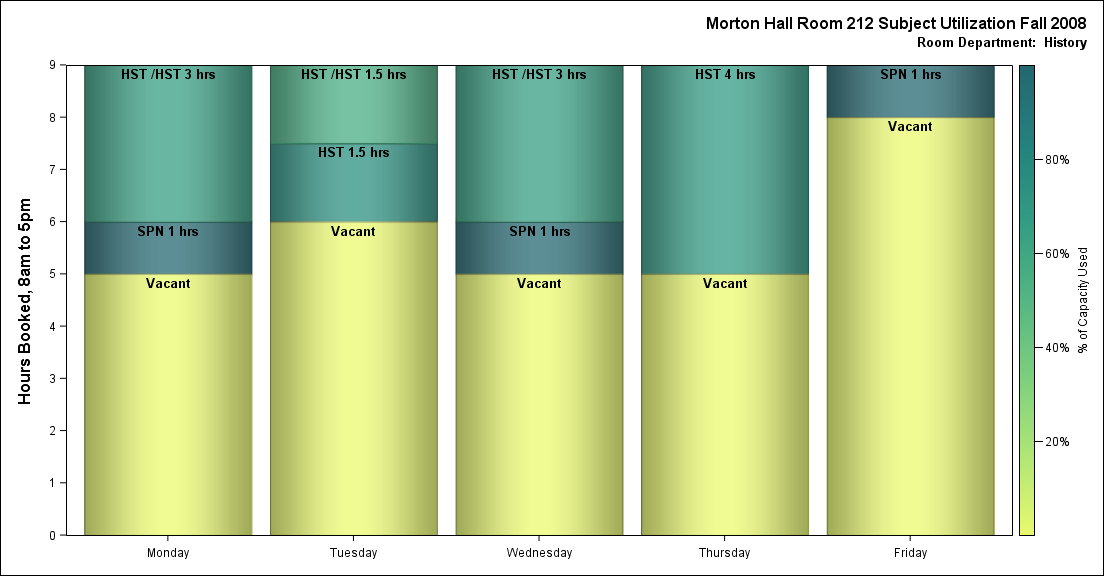 Morton Hall Room 212 Subject Utilization Fall 2008
Room Department: History
Hours Booked, 8am to 5pm
9
8
7
6
5
4
3
2
1
0
HST /HST 3 hrs
SPN 1 hrs
Vacant
HST /HST 1.5 hrs
HST 1.5 hrs
Vacant
HST /HST 3 hrs
SPN 1 hrs
Vacant
HST 4 hrs
Vacant
SPN 1 hrs
Vacant
Monday
Tuesday
Wednesday
Thursday
Friday
80%
60%
40%
20%
% of Capacity Used